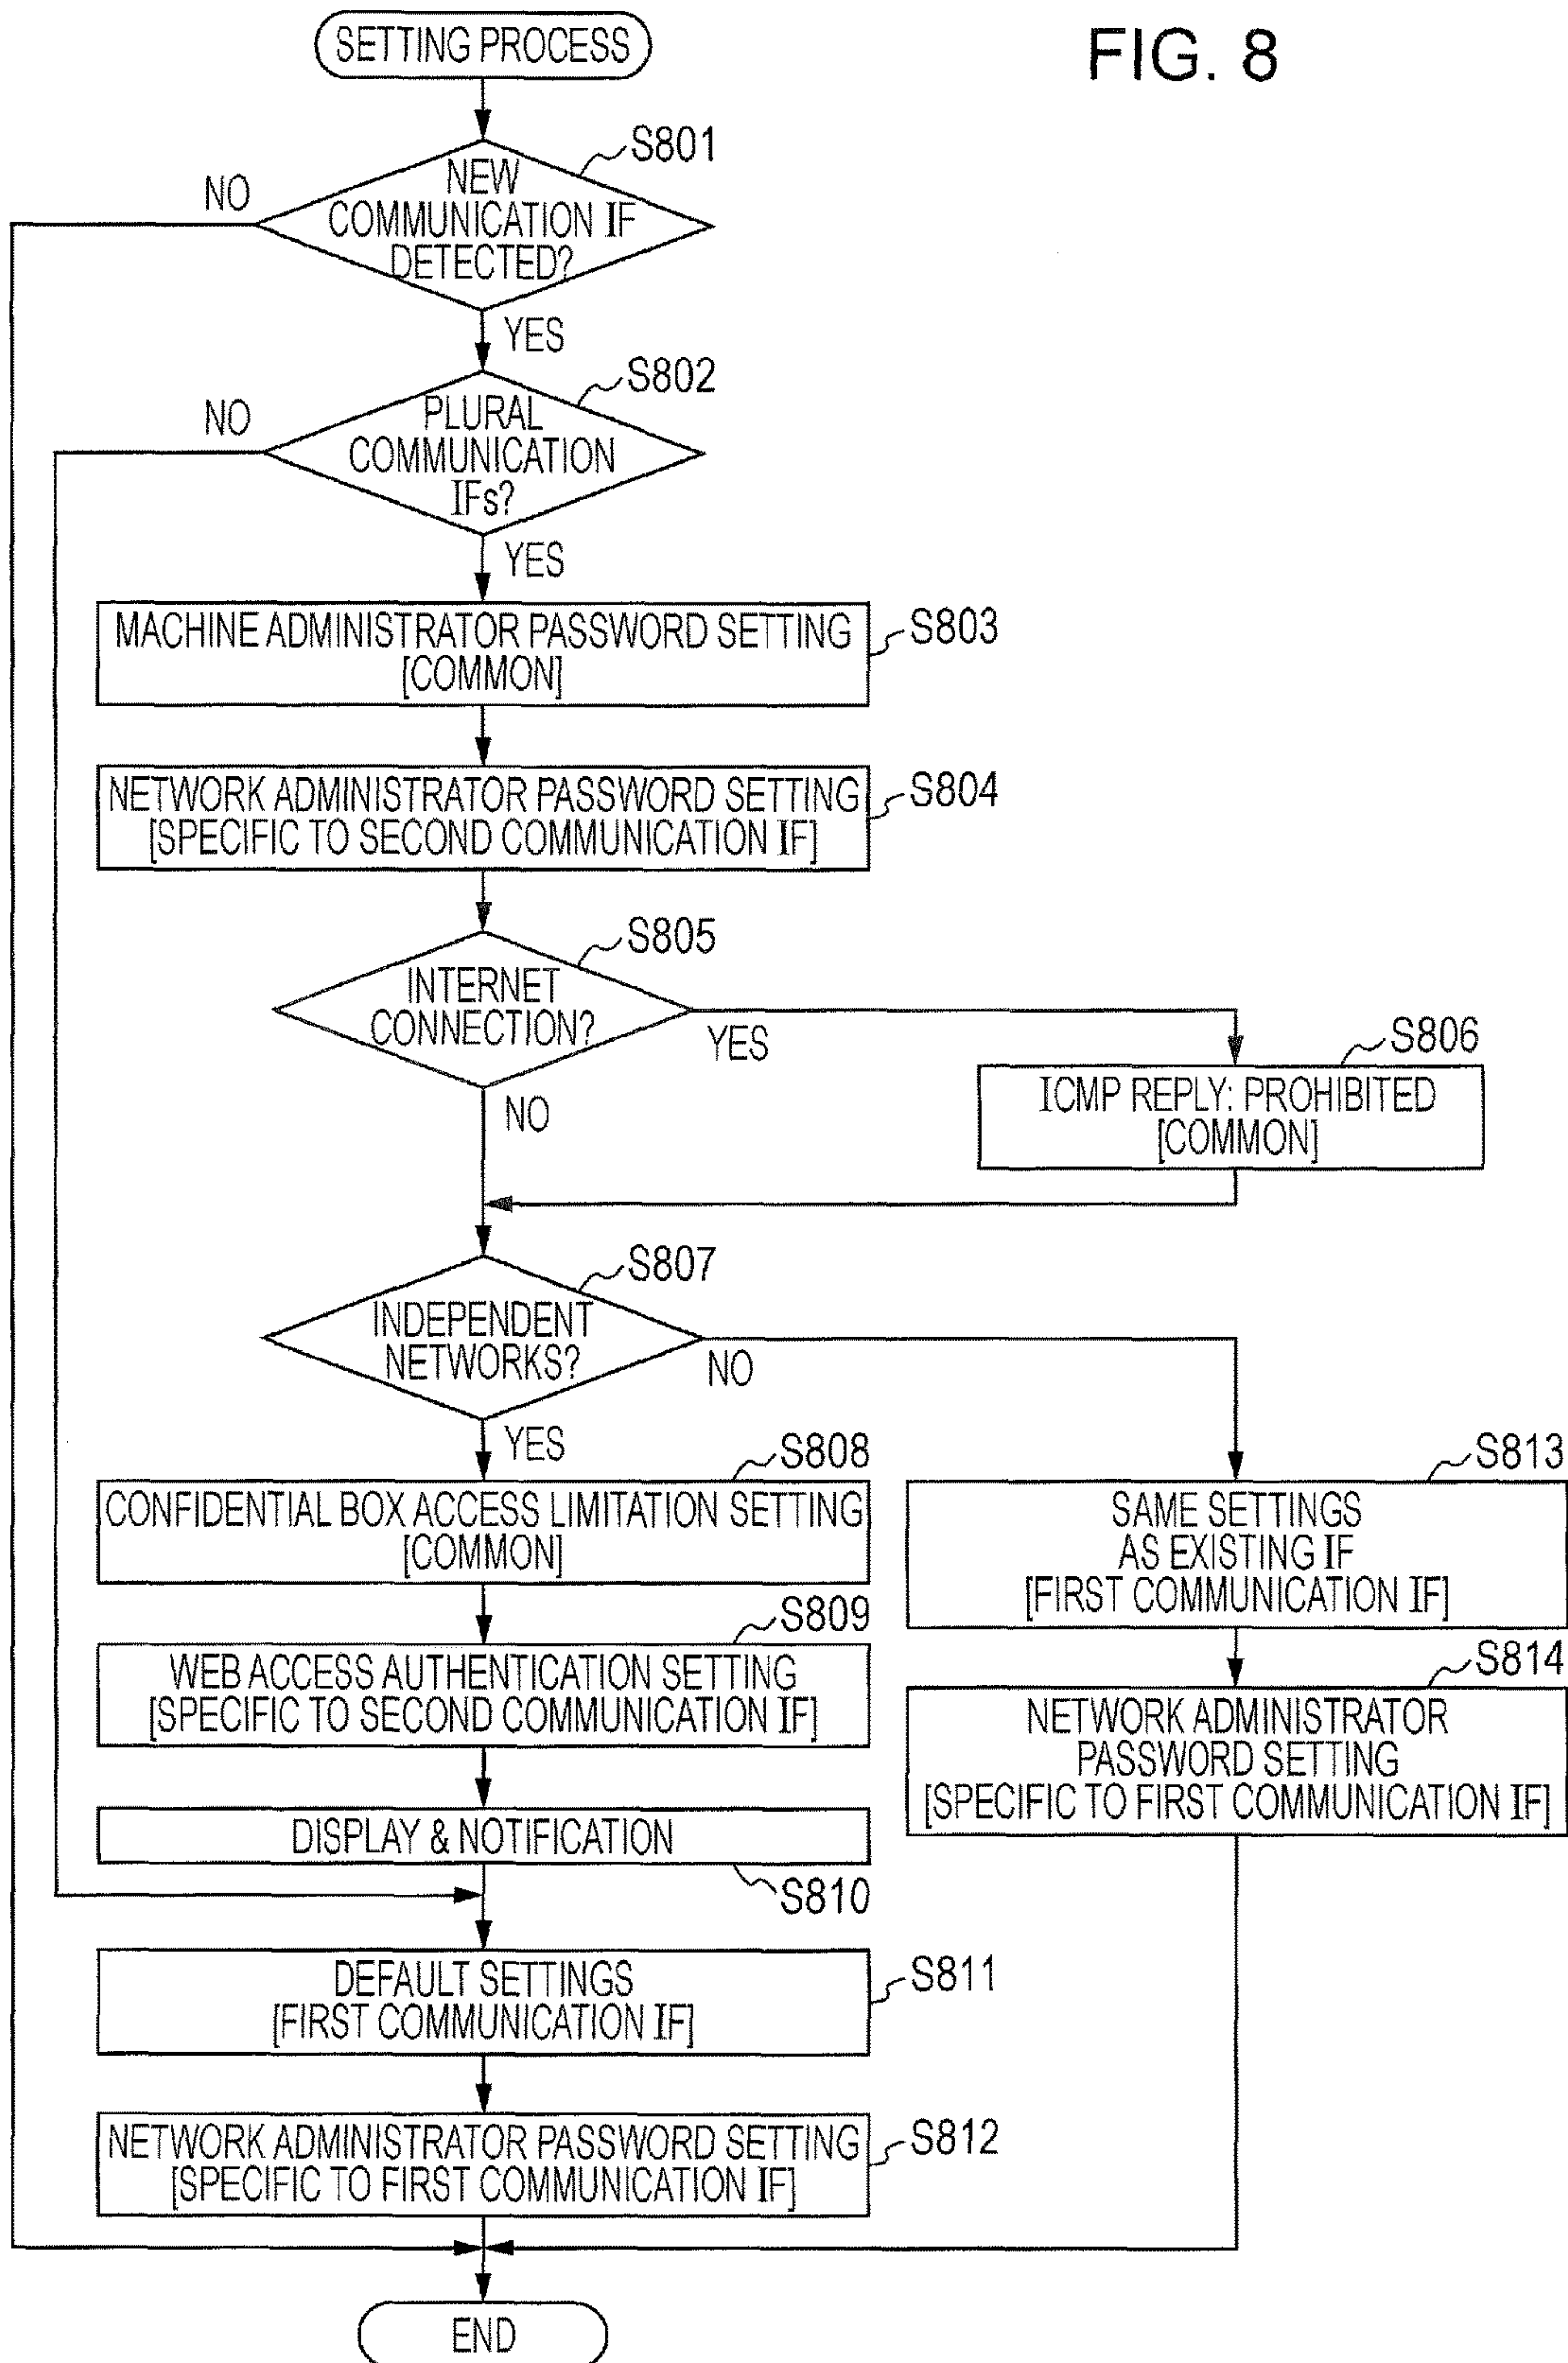 SETTING PROCESS
FIG. 8
S801
NEW
COMMUNICATION IF
DETECTED?
NO
YES
S802
PLURAL
COMMUNICATION
IFs?
NO
YES
MACHINE ADMINISTRATOR PASSWORD SETTING
[COMMON]
S803
NETWORK ADMINISTRATOR PASSWORD SETTING
[SPECIFIC TO SECOND COMMUNICATION IF]
S804
S805
INTERNET
CONNECTION?
YES
NO
S806
ICMP REPLY: PROHIBITED
[COMMON]
S807
INDEPENDENT
NETWORKS?
NO
YES
S808
CONFIDENTIAL BOX ACCESS LIMITATION SETTING
[COMMON]
S809
WEB ACCESS AUTHENTICATION SETTING
[SPECIFIC TO SECOND COMMUNICATION IF]
DISPLAY & NOTIFICATION
S810
S813
SAME SETTINGS
AS EXISTING IF
[FIRST COMMUNICATION IF]
S814
NETWORK ADMINISTRATOR
PASSWORD SETTING
[SPECIFIC TO FIRST COMMUNICATION IF]
DEFAULT SETTINGS
[FIRST COMMUNICATION IF]
S811
NETWORK ADMINISTRATOR PASSWORD SETTING
[SPECIFIC TO FIRST COMMUNICATION IF]
S812
END